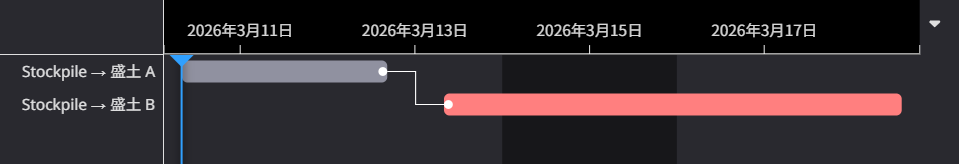 2026年3月11日 2026年3月13日 2026年3月15日 2026年3月17日
Stockpile → 盛土 A
Stockpile → 盛土 B